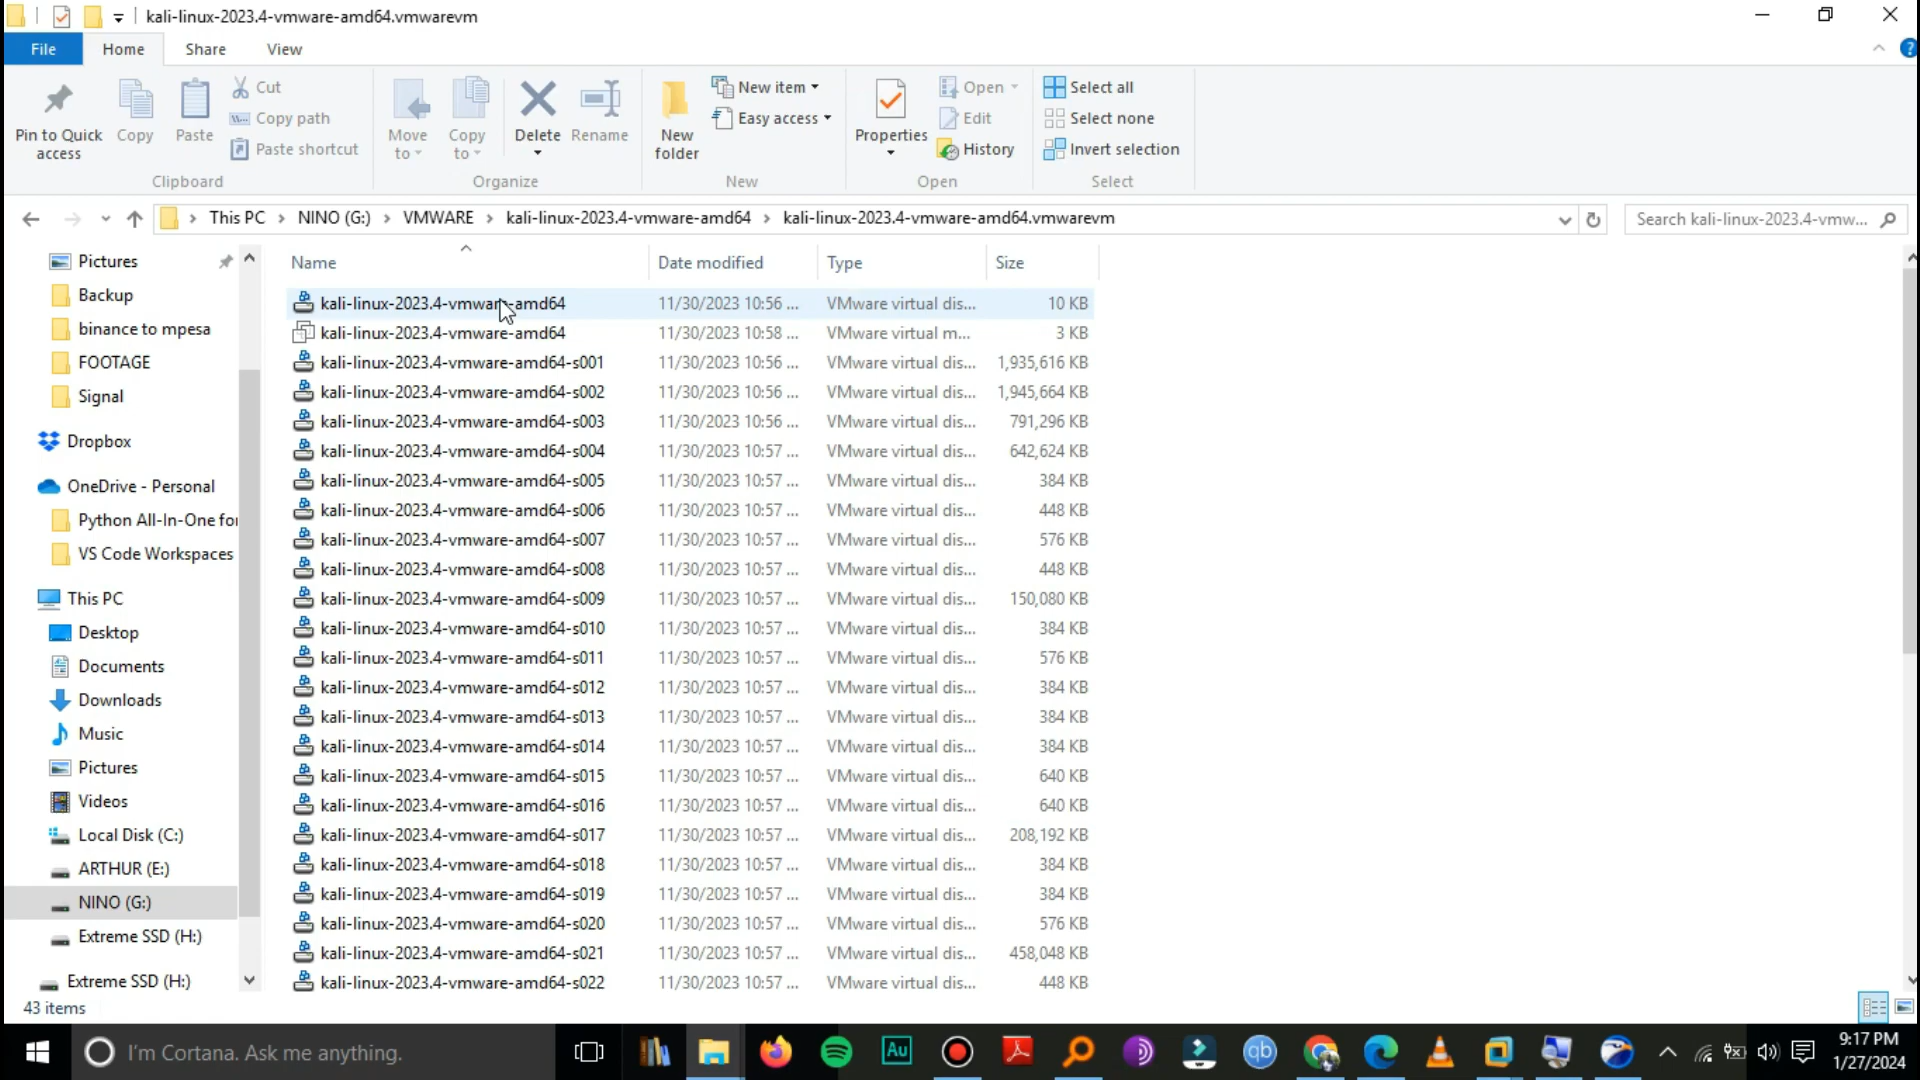 kali-linux-2023.4-vmware-amd64.vmwarevm
File Home Share View
Pin to Quick access
Copy
Paste
Cut
Copy path
Paste shortcut
Clipboard
Move to
Copy to
Delete
Rename
Organize
New folder
New item
Easy access
New
Properties
Open
Edit
History
Open
Select all
Select none
Invert selection
Select
This PC NINO (G:) VMWARE kali-linux-2023.4-vmware-amd64 kali-linux-2023.4-vmware-amd64.vmwarevm
Search kali-linux-2023.4-vmw...
Pictures
Backup
binance to mpesa
FOOTAGE
Signal
Dropbox
OneDrive - Personal
Python All-In-One for
VS Code Workspaces
This PC
Desktop
Documents
Downloads
Music
Pictures
Videos
Local Disk (C:)
ARTHUR (E:)
NINO (G:)
Extreme SSD (H:)
Extreme SSD (H:)
Name Date modified Type Size
kali-linux-2023.4-vmware-amd64 11/30/2023 10:56 ... VMware virtual dis... 10 KB
kali-linux-2023.4-vmware-amd64 11/30/2023 10:58 ... VMware virtual m... 3 KB
kali-linux-2023.4-vmware-amd64-s001 11/30/2023 10:56 ... VMware virtual dis... 1,935,616 KB
kali-linux-2023.4-vmware-amd64-s002 11/30/2023 10:56 ... VMware virtual dis... 1,945,664 KB
kali-linux-2023.4-vmware-amd64-s003 11/30/2023 10:56 ... VMware virtual dis... 791,296 KB
kali-linux-2023.4-vmware-amd64-s004 11/30/2023 10:57 ... VMware virtual dis... 642,624 KB
kali-linux-2023.4-vmware-amd64-s005 11/30/2023 10:57 ... VMware virtual dis... 384 KB
kali-linux-2023.4-vmware-amd64-s006 11/30/2023 10:57 ... VMware virtual dis... 448 KB
kali-linux-2023.4-vmware-amd64-s007 11/30/2023 10:57 ... VMware virtual dis... 576 KB
kali-linux-2023.4-vmware-amd64-s008 11/30/2023 10:57 ... VMware virtual dis... 448 KB
kali-linux-2023.4-vmware-amd64-s009 11/30/2023 10:57 ... VMware virtual dis... 150,080 KB
kali-linux-2023.4-vmware-amd64-s010 11/30/2023 10:57 ... VMware virtual dis... 384 KB
kali-linux-2023.4-vmware-amd64-s011 11/30/2023 10:57 ... VMware virtual dis... 576 KB
kali-linux-2023.4-vmware-amd64-s012 11/30/2023 10:57 ... VMware virtual dis... 384 KB
kali-linux-2023.4-vmware-amd64-s013 11/30/2023 10:57 ... VMware virtual dis... 384 KB
kali-linux-2023.4-vmware-amd64-s014 11/30/2023 10:57 ... VMware virtual dis... 384 KB
kali-linux-2023.4-vmware-amd64-s015 11/30/2023 10:57 ... VMware virtual dis... 640 KB
kali-linux-2023.4-vmware-amd64-s016 11/30/2023 10:57 ... VMware virtual dis... 640 KB
kali-linux-2023.4-vmware-amd64-s017 11/30/2023 10:57 ... VMware virtual dis... 208,192 KB
kali-linux-2023.4-vmware-amd64-s018 11/30/2023 10:57 ... VMware virtual dis... 384 KB
kali-linux-2023.4-vmware-amd64-s019 11/30/2023 10:57 ... VMware virtual dis... 384 KB
kali-linux-2023.4-vmware-amd64-s020 11/30/2023 10:57 ... VMware virtual dis... 576 KB
kali-linux-2023.4-vmware-amd64-s021 11/30/2023 10:57 ... VMware virtual dis... 458,048 KB
kali-linux-2023.4-vmware-amd64-s022 11/30/2023 10:57 ... VMware virtual dis... 448 KB
43 items
I'm Cortana. Ask me anything.
Au
qb
9:17 PM
1/27/2024